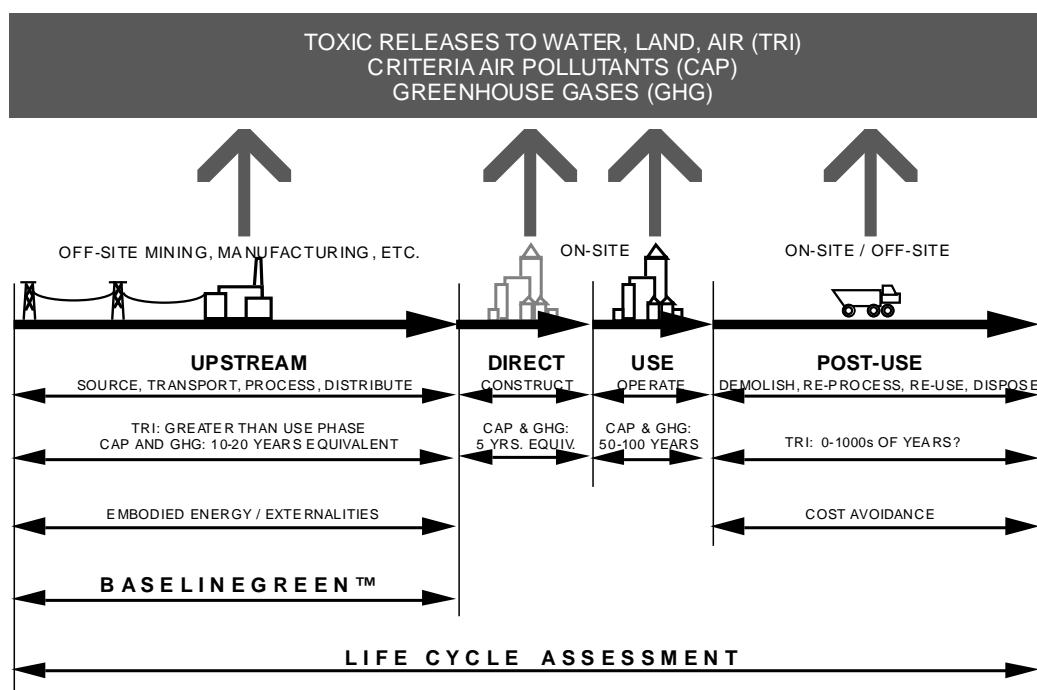 TOXIC RELEASES TO WATER, LAND, AIR (TRI)
CRITERIA AIR POLLUTANTS (CAP)
GREENHOUSE GASES (GHG)
OFF-SITE MINING, MANUFACTURING, ETC.
ON-SITE
ON-SITE / OFF-SITE
UPSTREAM
SOURCE, TRANSPORT, PROCESS, DISTRIBUTE
DIRECT
CONSTRUCT
USE
OPERATE
POST-USE
DEMOLISH, RE-PROCESS, RE-USE, DISPOSE
TRI: GREATER THAN USE PHASE
CAP AND GHG: 10-20 YEARS EQUIVALENT
CAP & GHG:
5 YRS. EQUIV.
CAP & GHG:
50-100 YEARS
TRI: 0-1000s OF YEARS?
EMBODIED ENERGY / EXTERNALITIES
COST AVOIDANCE
BASELINEGREEN™
LIFE CYCLE ASSESSMENT